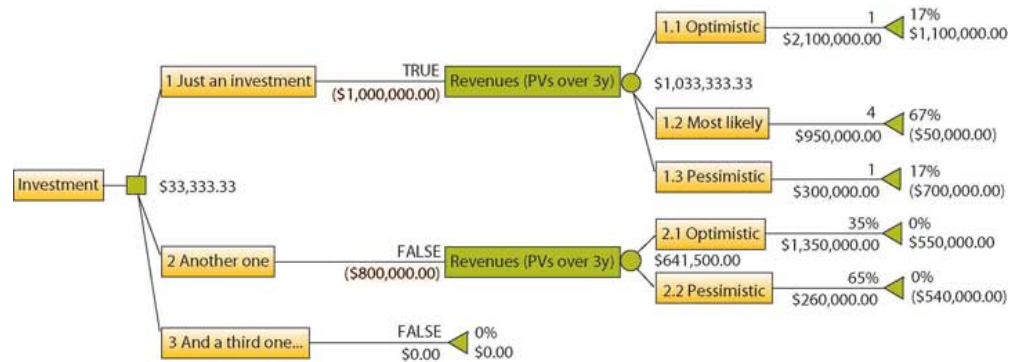 1.1 Optimistic
1
$2,100,000.00
17%
$1,100,000.00
1 Just an investment
TRUE
($1,000,000.00)
Revenues (PVs over 3y)
$1,033,333.33
1.2 Most likely
4
$950,000.00
67%
($50,000.00)
1.3 Pessimistic
1
$300,000.00
17%
($700,000.00)
Investment
$33,333.33
2 Another one
FALSE
($800,000.00)
Revenues (PVs over 3y)
$641,500.00
2.1 Optimistic
35%
$1,350,000.00
0%
$550,000.00
2.2 Pessimistic
65%
$260,000.00
0%
($540,000.00)
3 And a third one...
FALSE
$0.00
0%
$0.00